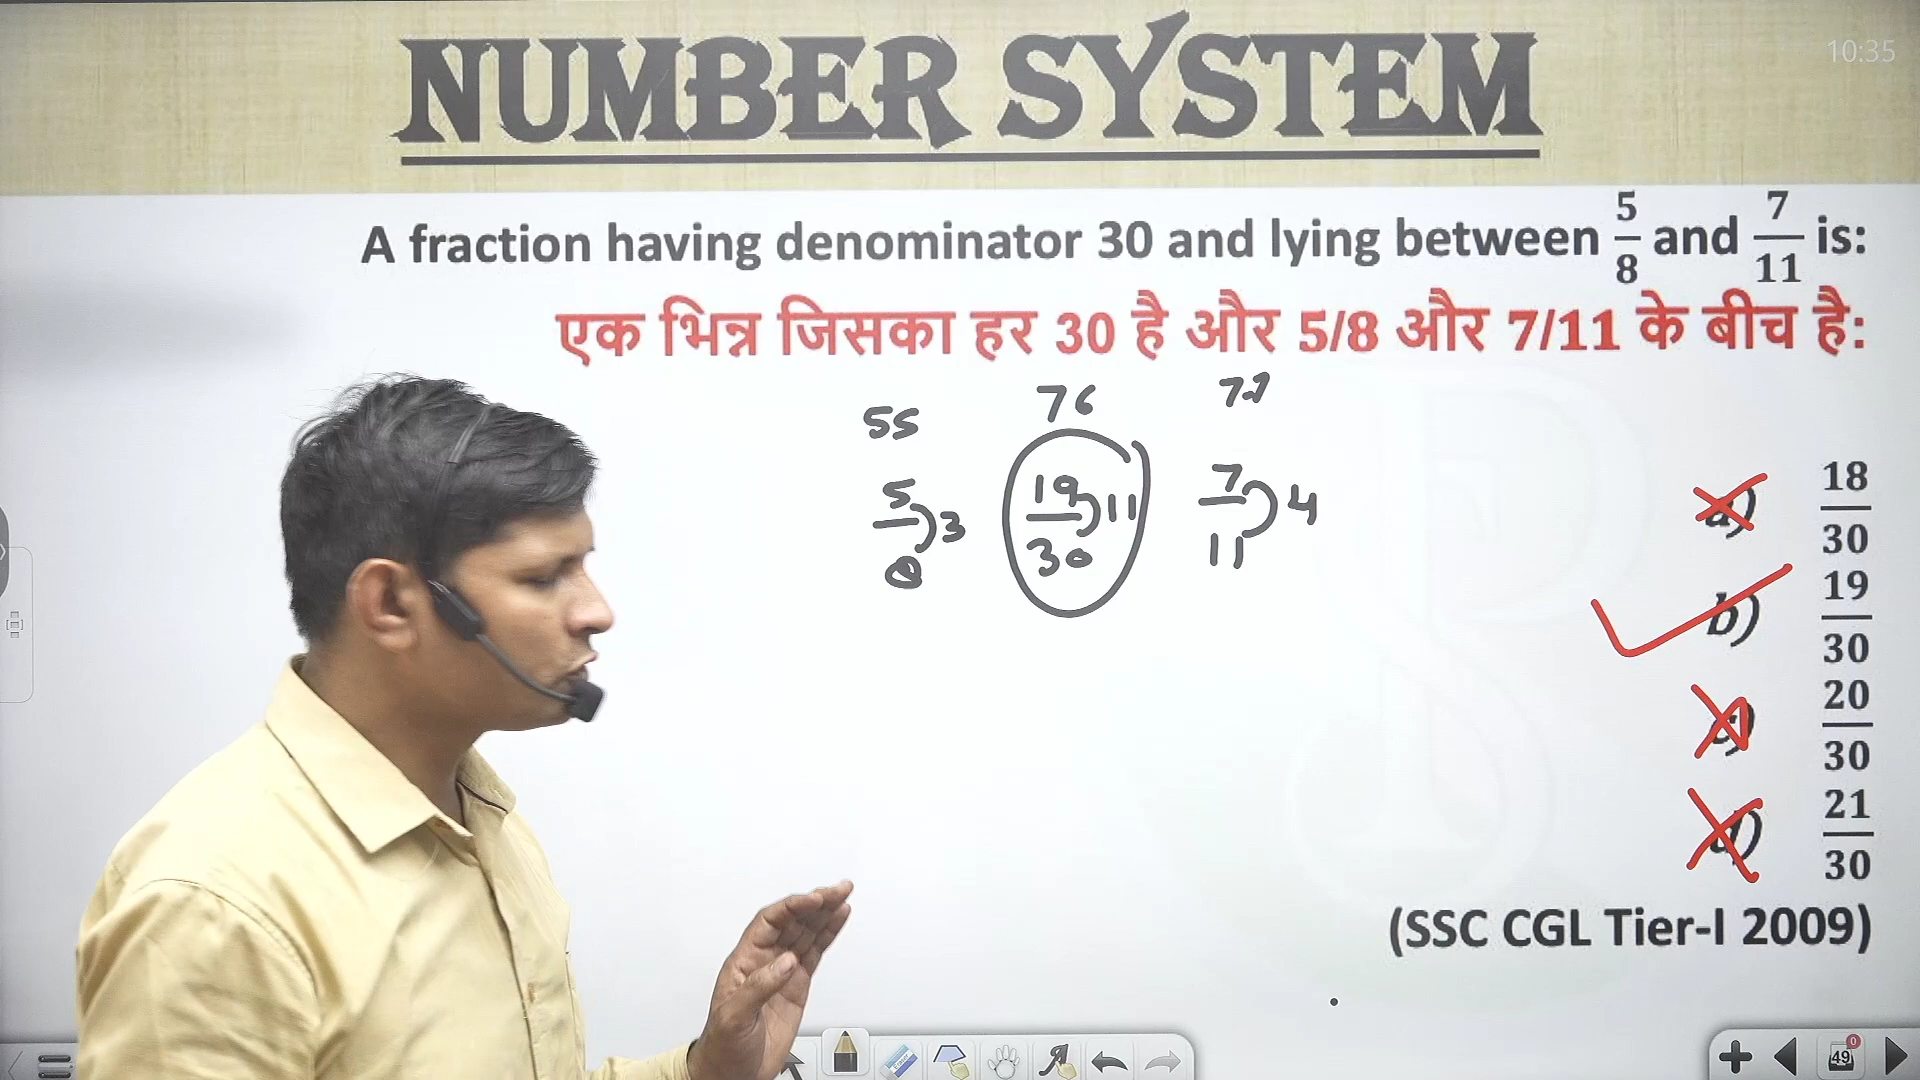 NUMBER SYSTEM
10:35
A fraction having denominator 30 and lying between 5/8 and 7/11 is:
एक भिन्न जिसका हर 30 है और 5/8 और 7/11 के बीच है:
55 76
5/8 3 19/30 11 7/11 4
a) 18/30
b) 19/30
c) 20/30
d) 21/30
(SSC CGL Tier-I 2009)
49 0